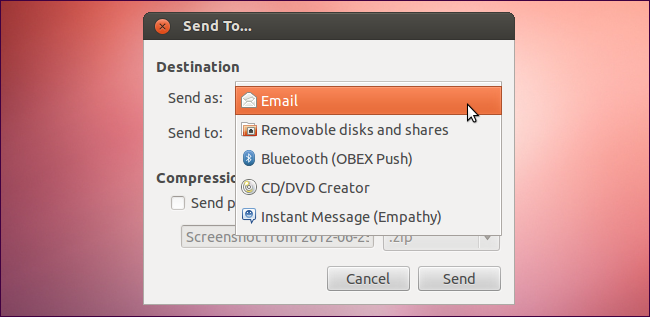 Send To...
Destination
Send as:
Email
Removable disks and shares
Send to:
Bluetooth (OBEX Push)
CD/DVD Creator
Instant Message (Empathy)
Send
Screenshot from 2012-06-2 .zip
Cancel Send